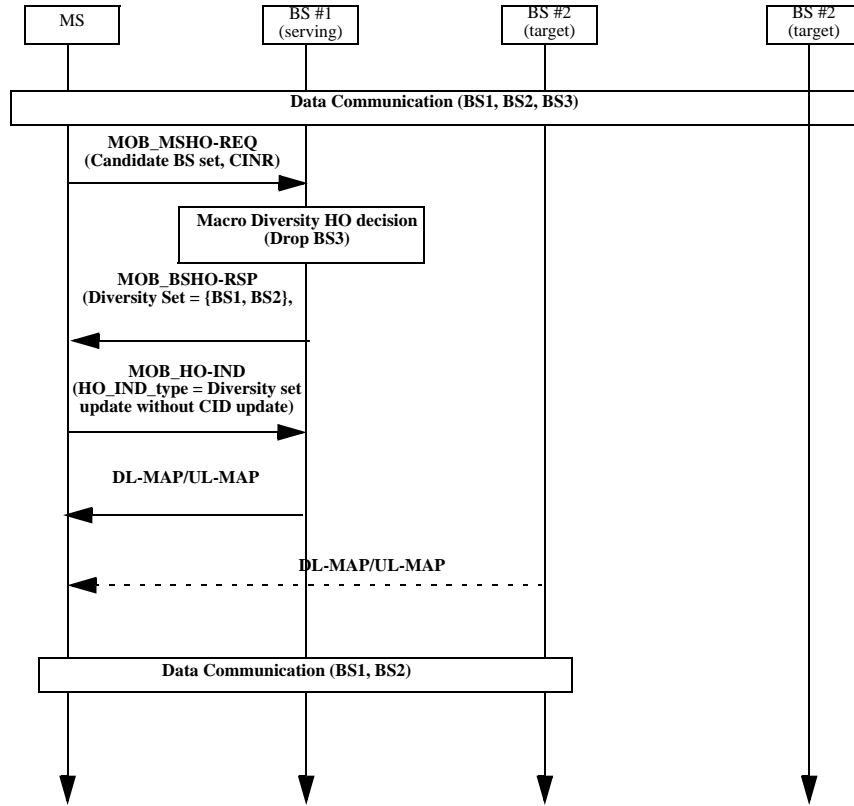 MS
BS #1
(serving)
BS #2
(target)
BS #2
(target)
Data Communication (BS1, BS2, BS3)
MOB_MSHO-REQ
(Candidate BS set, CINR)
Macro Diversity HO decision
(Drop BS3)
MOB_BSHO-RSP
(Diversity Set = {BS1, BS2},
MOB_HO-IND
(HO_IND_type = Diversity set
update without CID update)
DL-MAP/UL-MAP
DL-MAP/UL-MAP
Data Communication (BS1, BS2)